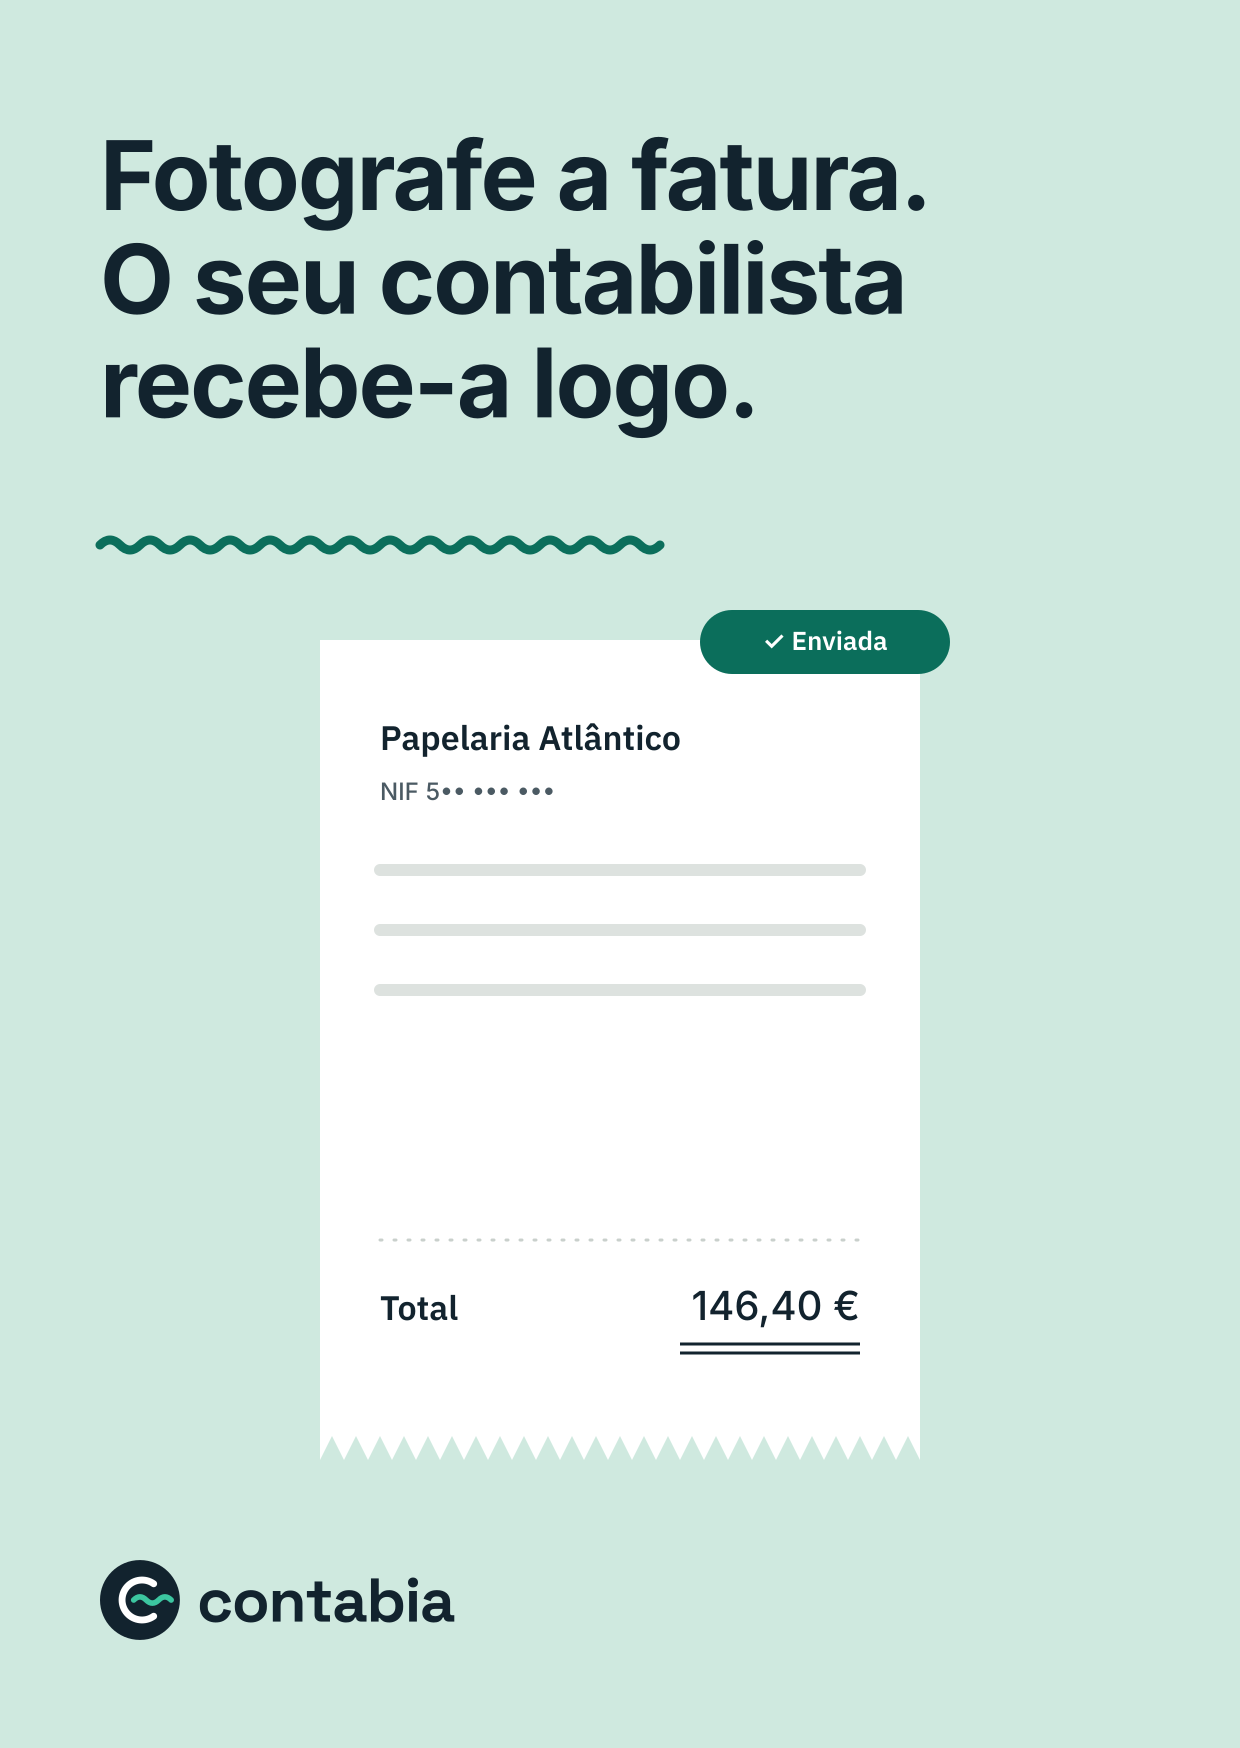 Fotografe a fatura.
O seu contabilista
recebe-a logo.
✓ Enviada
Papelaria Atlântico
NIF 5•• ••• •••
Total 146,40 €
contabia